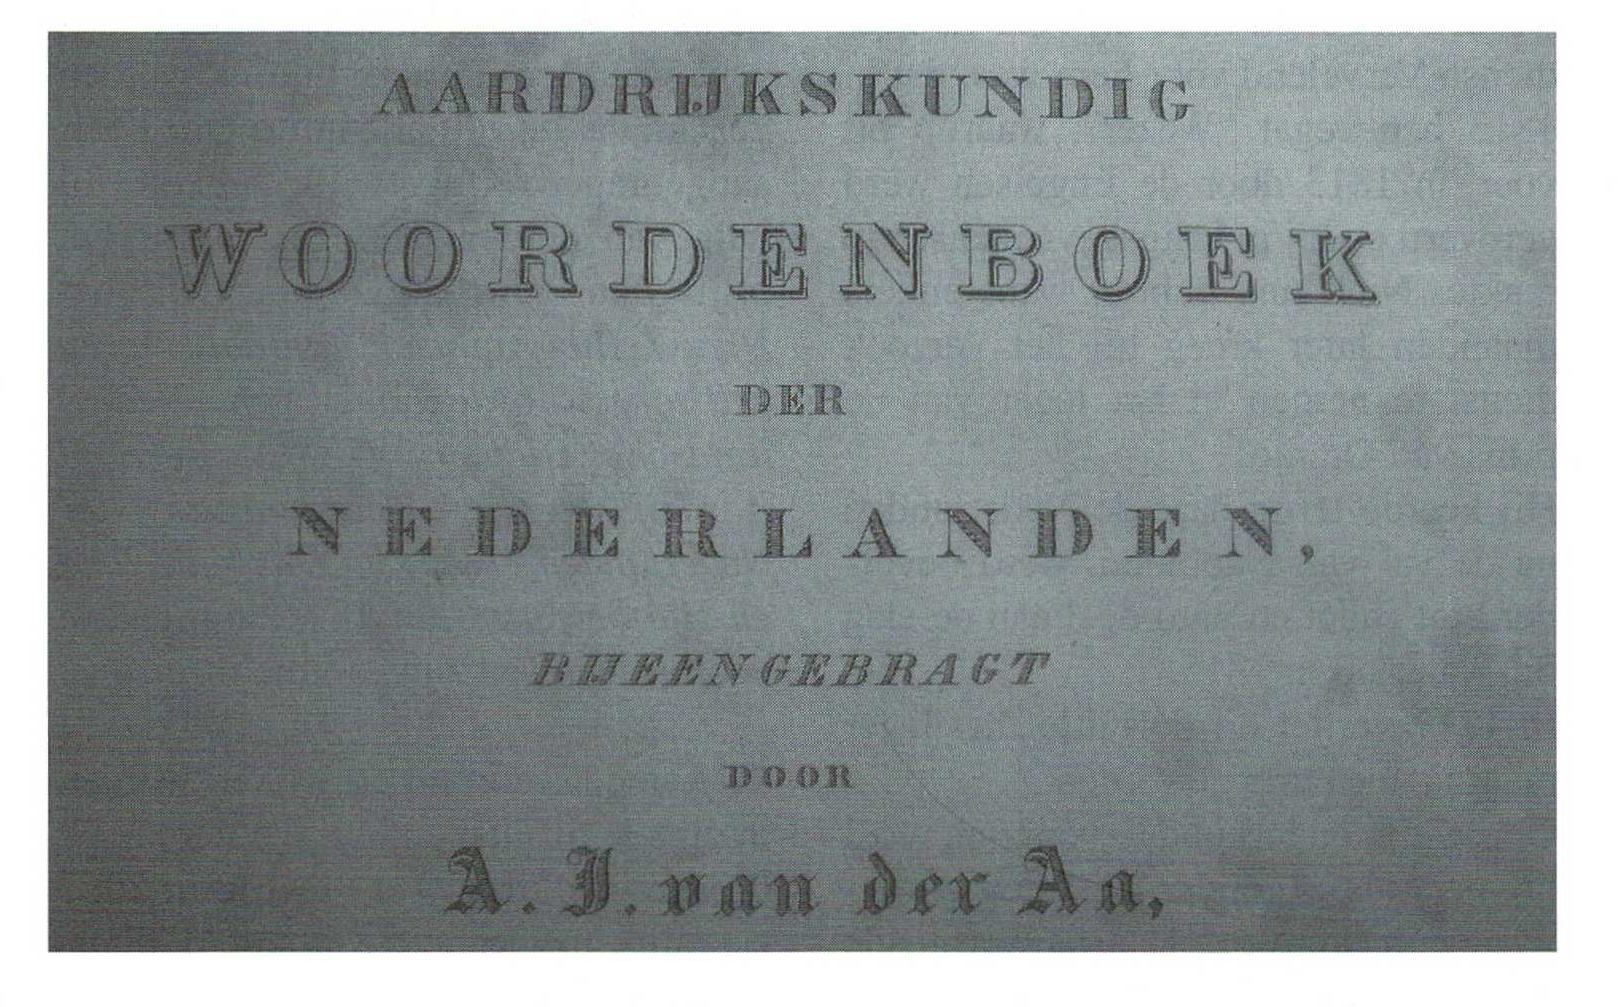 AARDRIJKSKUNDIG
WOORDENBOEK
DER
NEDERLANDEN,
BIJEENGEBRAGT
DOOR
A. J. van der Aa,